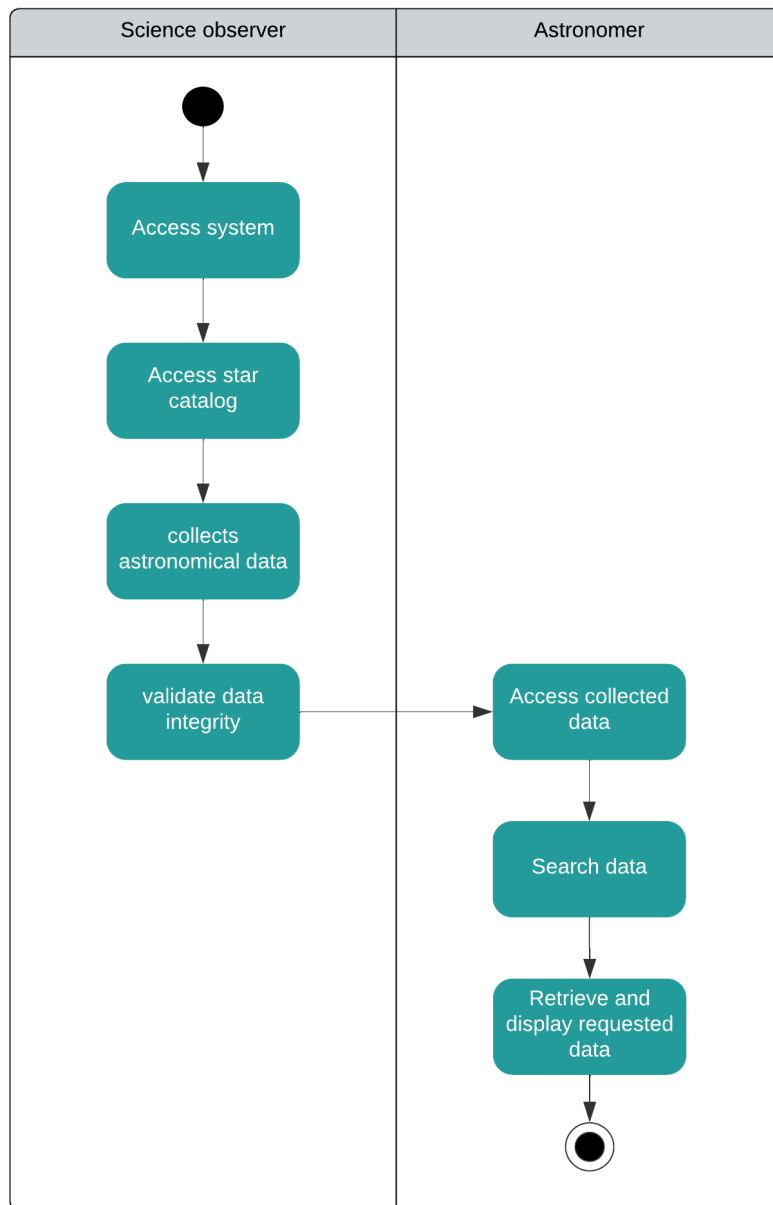 Science observer
Astronomer
Access system
Access star
catalog
collects
astronomical data
validate data
integrity
Access collected
data
Search data
Retrieve and
display requested
data